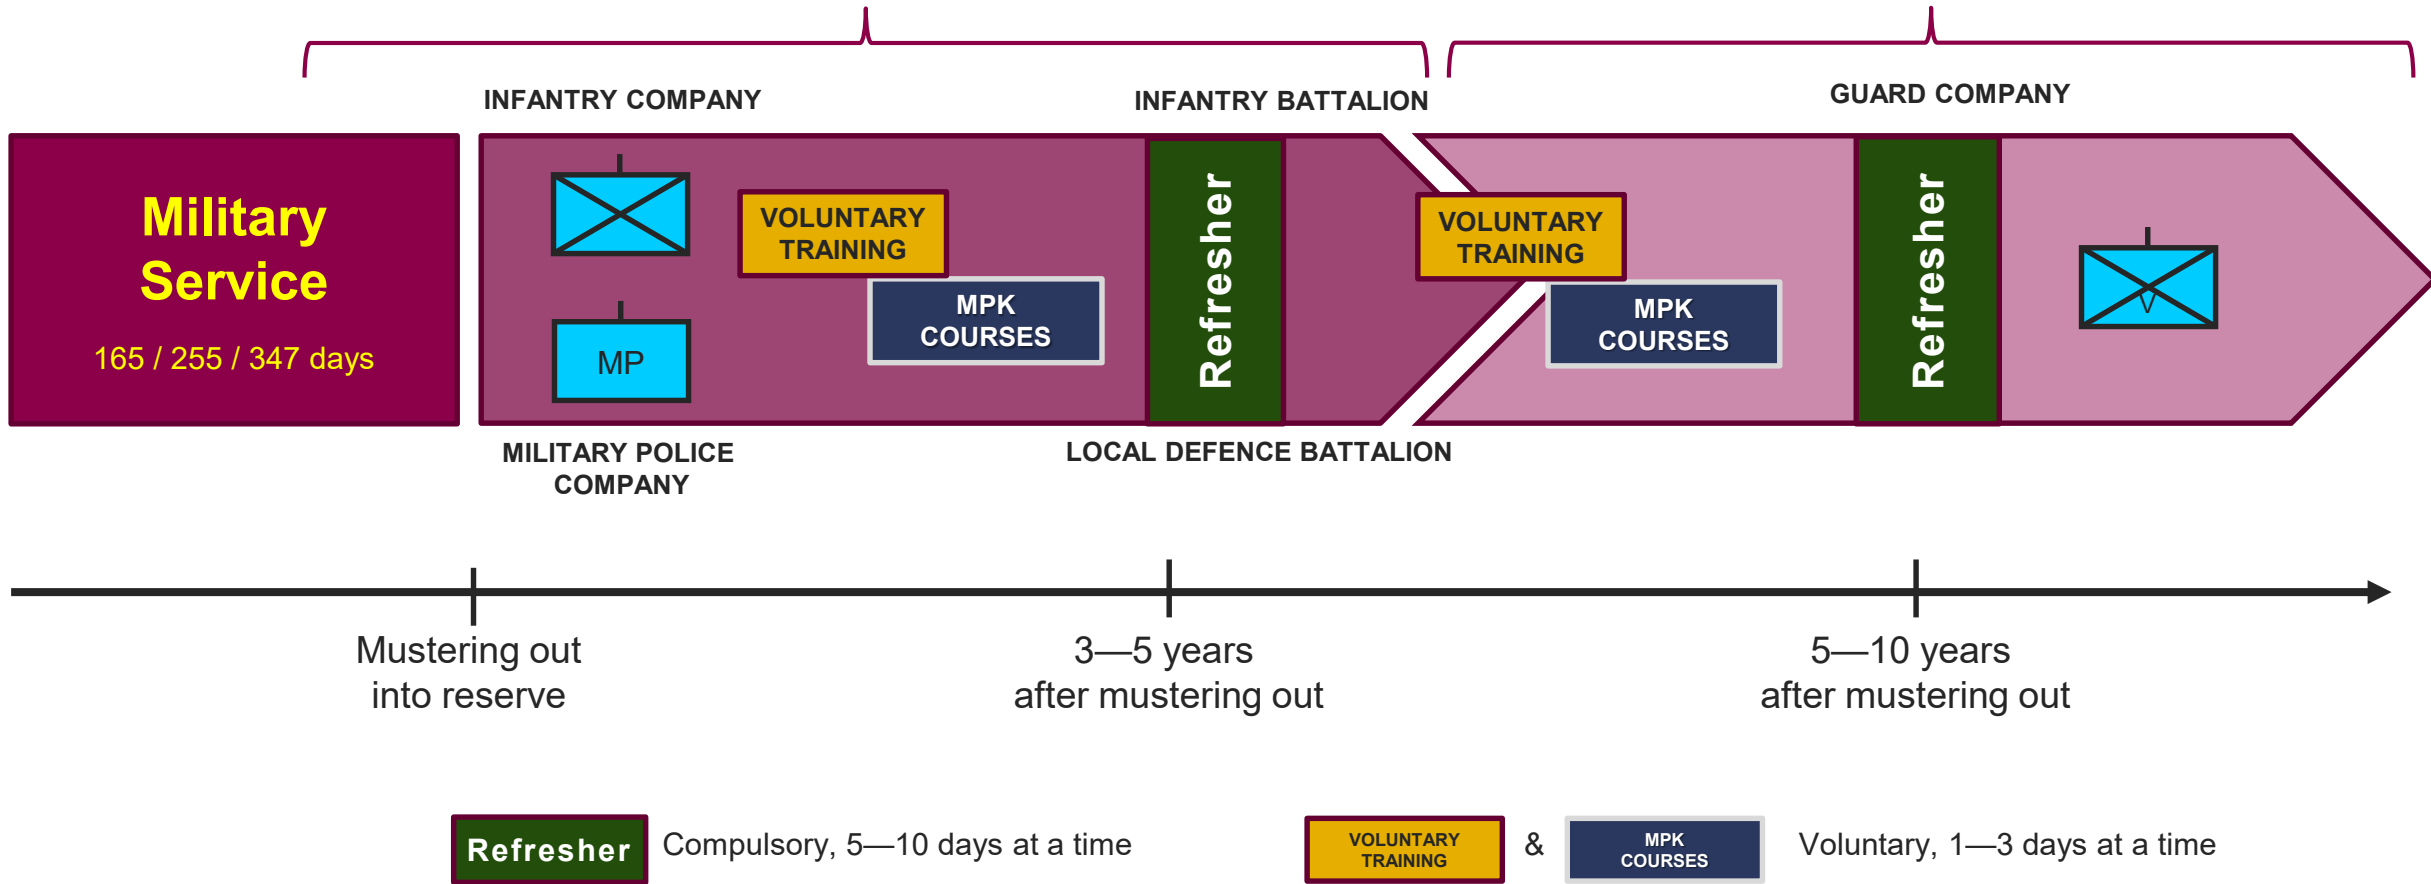 INFANTRY COMPANY
INFANTRY BATTALION
GUARD COMPANY
Military
Service
165 / 255 / 347 days
MP
VOLUNTARY
TRAINING
MPK
COURSES
Refresher
VOLUNTARY
TRAINING
MPK
COURSES
Refresher
V
MILITARY POLICE
COMPANY
LOCAL DEFENCE BATTALION
Mustering out
into reserve
3—5 years
after mustering out
5—10 years
after mustering out
Refresher
Compulsory, 5—10 days at a time
VOLUNTARY
TRAINING
&
MPK
COURSES
Voluntary, 1—3 days at a time